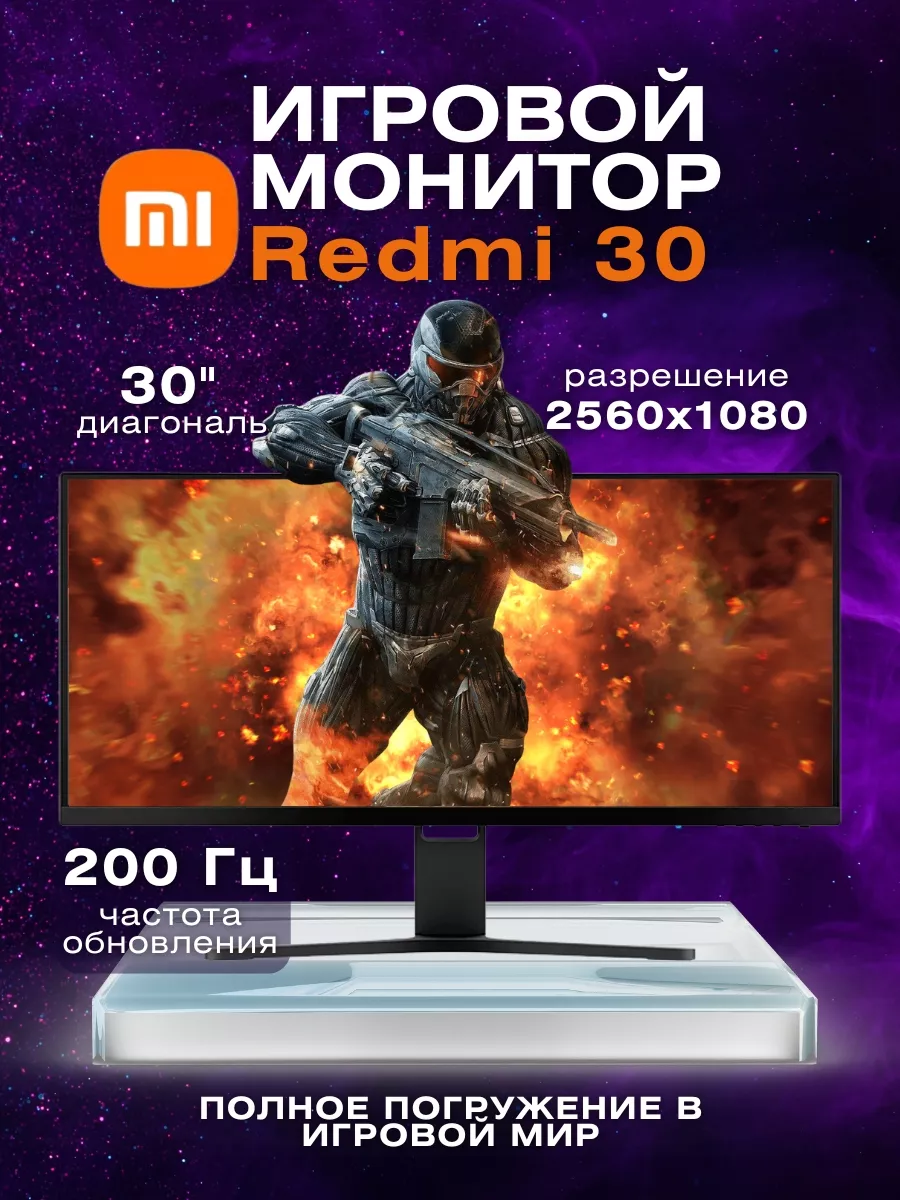 ИГРОВОЙ
МОНИТОР
mi
Redmi 30
30"
диагональ
разрешение
2560x1080
200 Гц
частота
обновления
ПОЛНОЕ ПОГРУЖЕНИЕ В
ИГРОВОЙ МИР